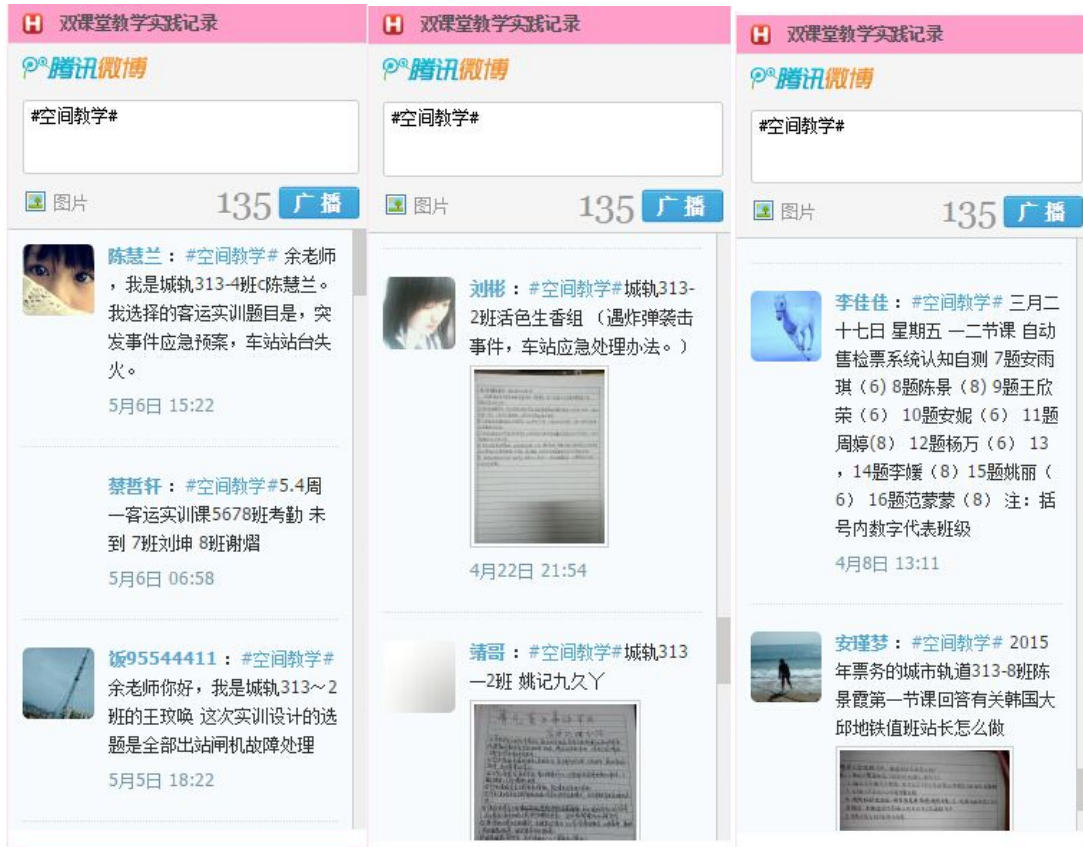 双课堂教学实践记录
腾讯微博
#空间教学#
图片
135
广播
陈慧兰：#空间教学# 余老师
，我是城轨313-4班c陈慧兰。
我选择的客运实训题目是，突
发事件应急预案，车站站台失
火。
5月6日 15:22
蔡哲轩：#空间教学#5.4周
一客运实训课5678班考勤 未
到 7班刘坤 8班谢熠
5月6日 06:58
饭95544411：#空间教学#
余老师你好，我是城轨313～2
班的王玟唤 这次实训设计的选
题是全部出站闸机故障处理
5月5日 18:22
双课堂教学实践记录
腾讯微博
#空间教学#
图片
135
广播
刘彬：#空间教学#城轨313-
2班活色生香组 （遇炸弹袭击
事件，车站应急处理办法。）
4月22日 21:54
靖哥：#空间教学#城轨313
—2班 姚记九久丫
双课堂教学实践记录
腾讯微博
#空间教学#
图片
135
广播
李佳佳：#空间教学# 三月二
十七日 星期五 一二节课 自动
售检票系统认知自测 7题安雨
琪（6）8题陈景（8）9题王欣
荣（6） 10题安妮（6） 11题
周婷(8） 12题杨万（6） 13
，14题李媛（8）15题姚丽（
6） 16题范蒙蒙（8）注：括
号内数字代表班级
4月8日 13:11
安瑾梦：#空间教学# 2015
年票务的城市轨道313-8班陈
景霞第一节课回答有关韩国大
邱地铁值班站长怎么做